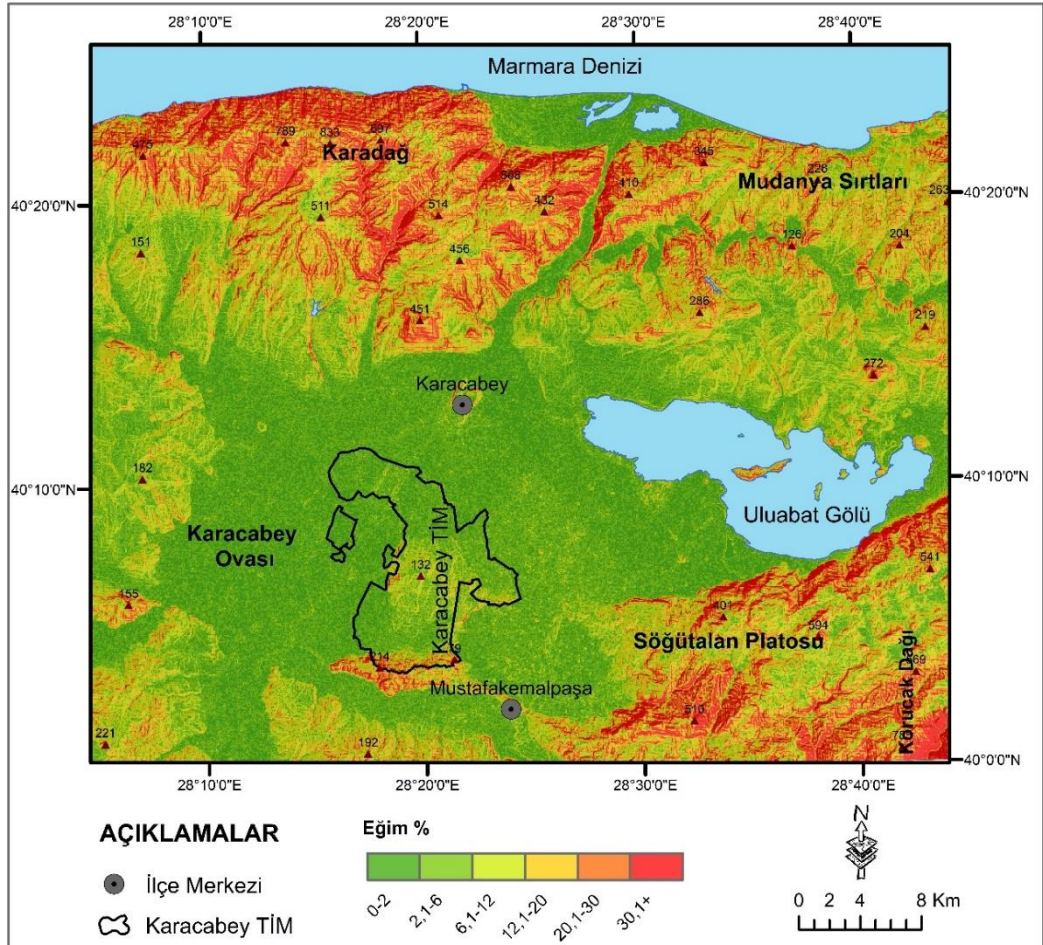 28°10'0"E
28°20'0"E
28°30'0"E
28°40'0"E
Marmara Denizi
789
833
897
475
Karadağ
345
228
568
110
Mudanya Sırtları
263
40°20'0"N
40°20'0"N
511
514
432
204
151
126
456
286
451
219
272
Karacabey
182
40°10'0"N
40°10'0"N
Uluabat Gölü
Karacabey
Ovası
Karacabey TİM
132
541
155
401
594
Söğütalan Platosu
Korucak Dağı
Mustafakemalpaşa
510
221
192
40°0'0"N
28°10'0"E
28°20'0"E
28°30'0"E
28°40'0"E
AÇIKLAMALAR
İlçe Merkezi
Karacabey TİM
Eğim %
0-2
2,1-6
6,1-12
12,1-20
20,1-30
30,1+
N
0 2 4 8 Km